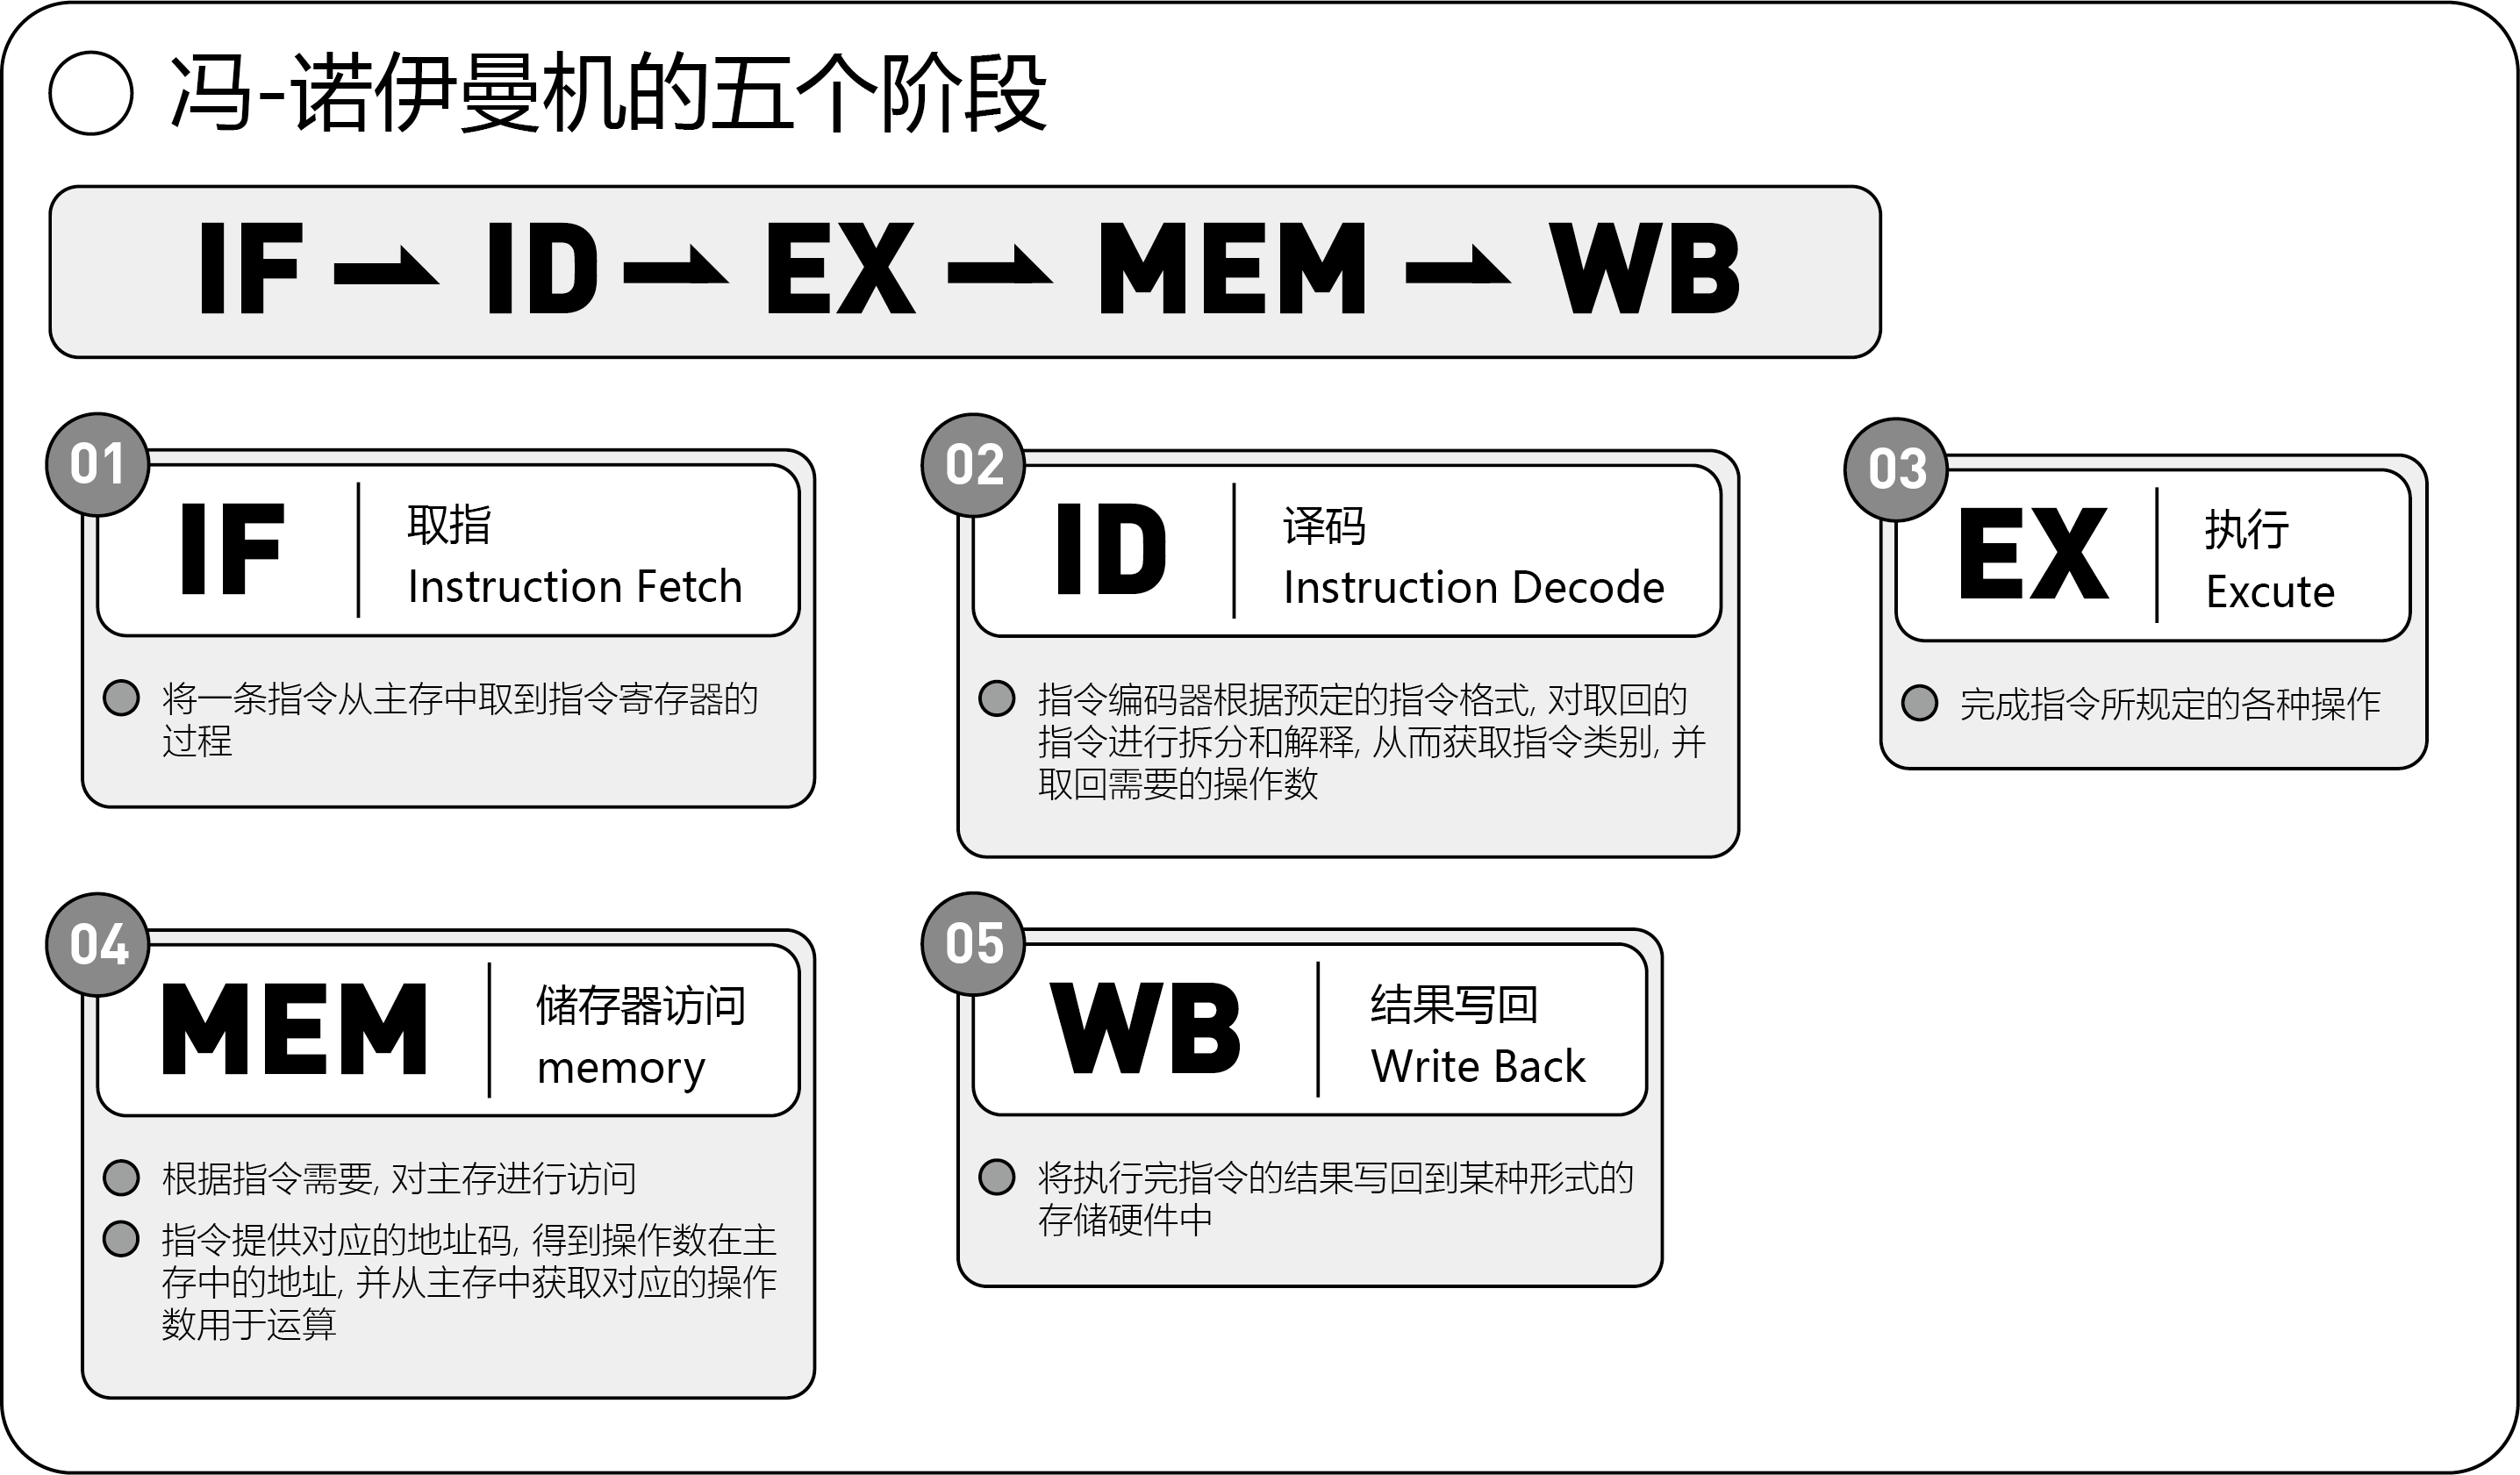 冯-诺伊曼机的五个阶段
IF ID EX MEM WB
01
IF
取指
Instruction Fetch
将一条指令从主存中取到指令寄存器的
过程
02
ID
译码
Instruction Decode
指令编码器根据预定的指令格式, 对取回的
指令进行拆分和解释, 从而获取指令类别, 并
取回需要的操作数
03
EX
执行
Excute
完成指令所规定的各种操作
04
MEM
储存器访问
memory
根据指令需要, 对主存进行访问
指令提供对应的地址码, 得到操作数在主
存中的地址, 并从主存中获取对应的操作
数用于运算
05
WB
结果写回
Write Back
将执行完指令的结果写回到某种形式的
存储硬件中